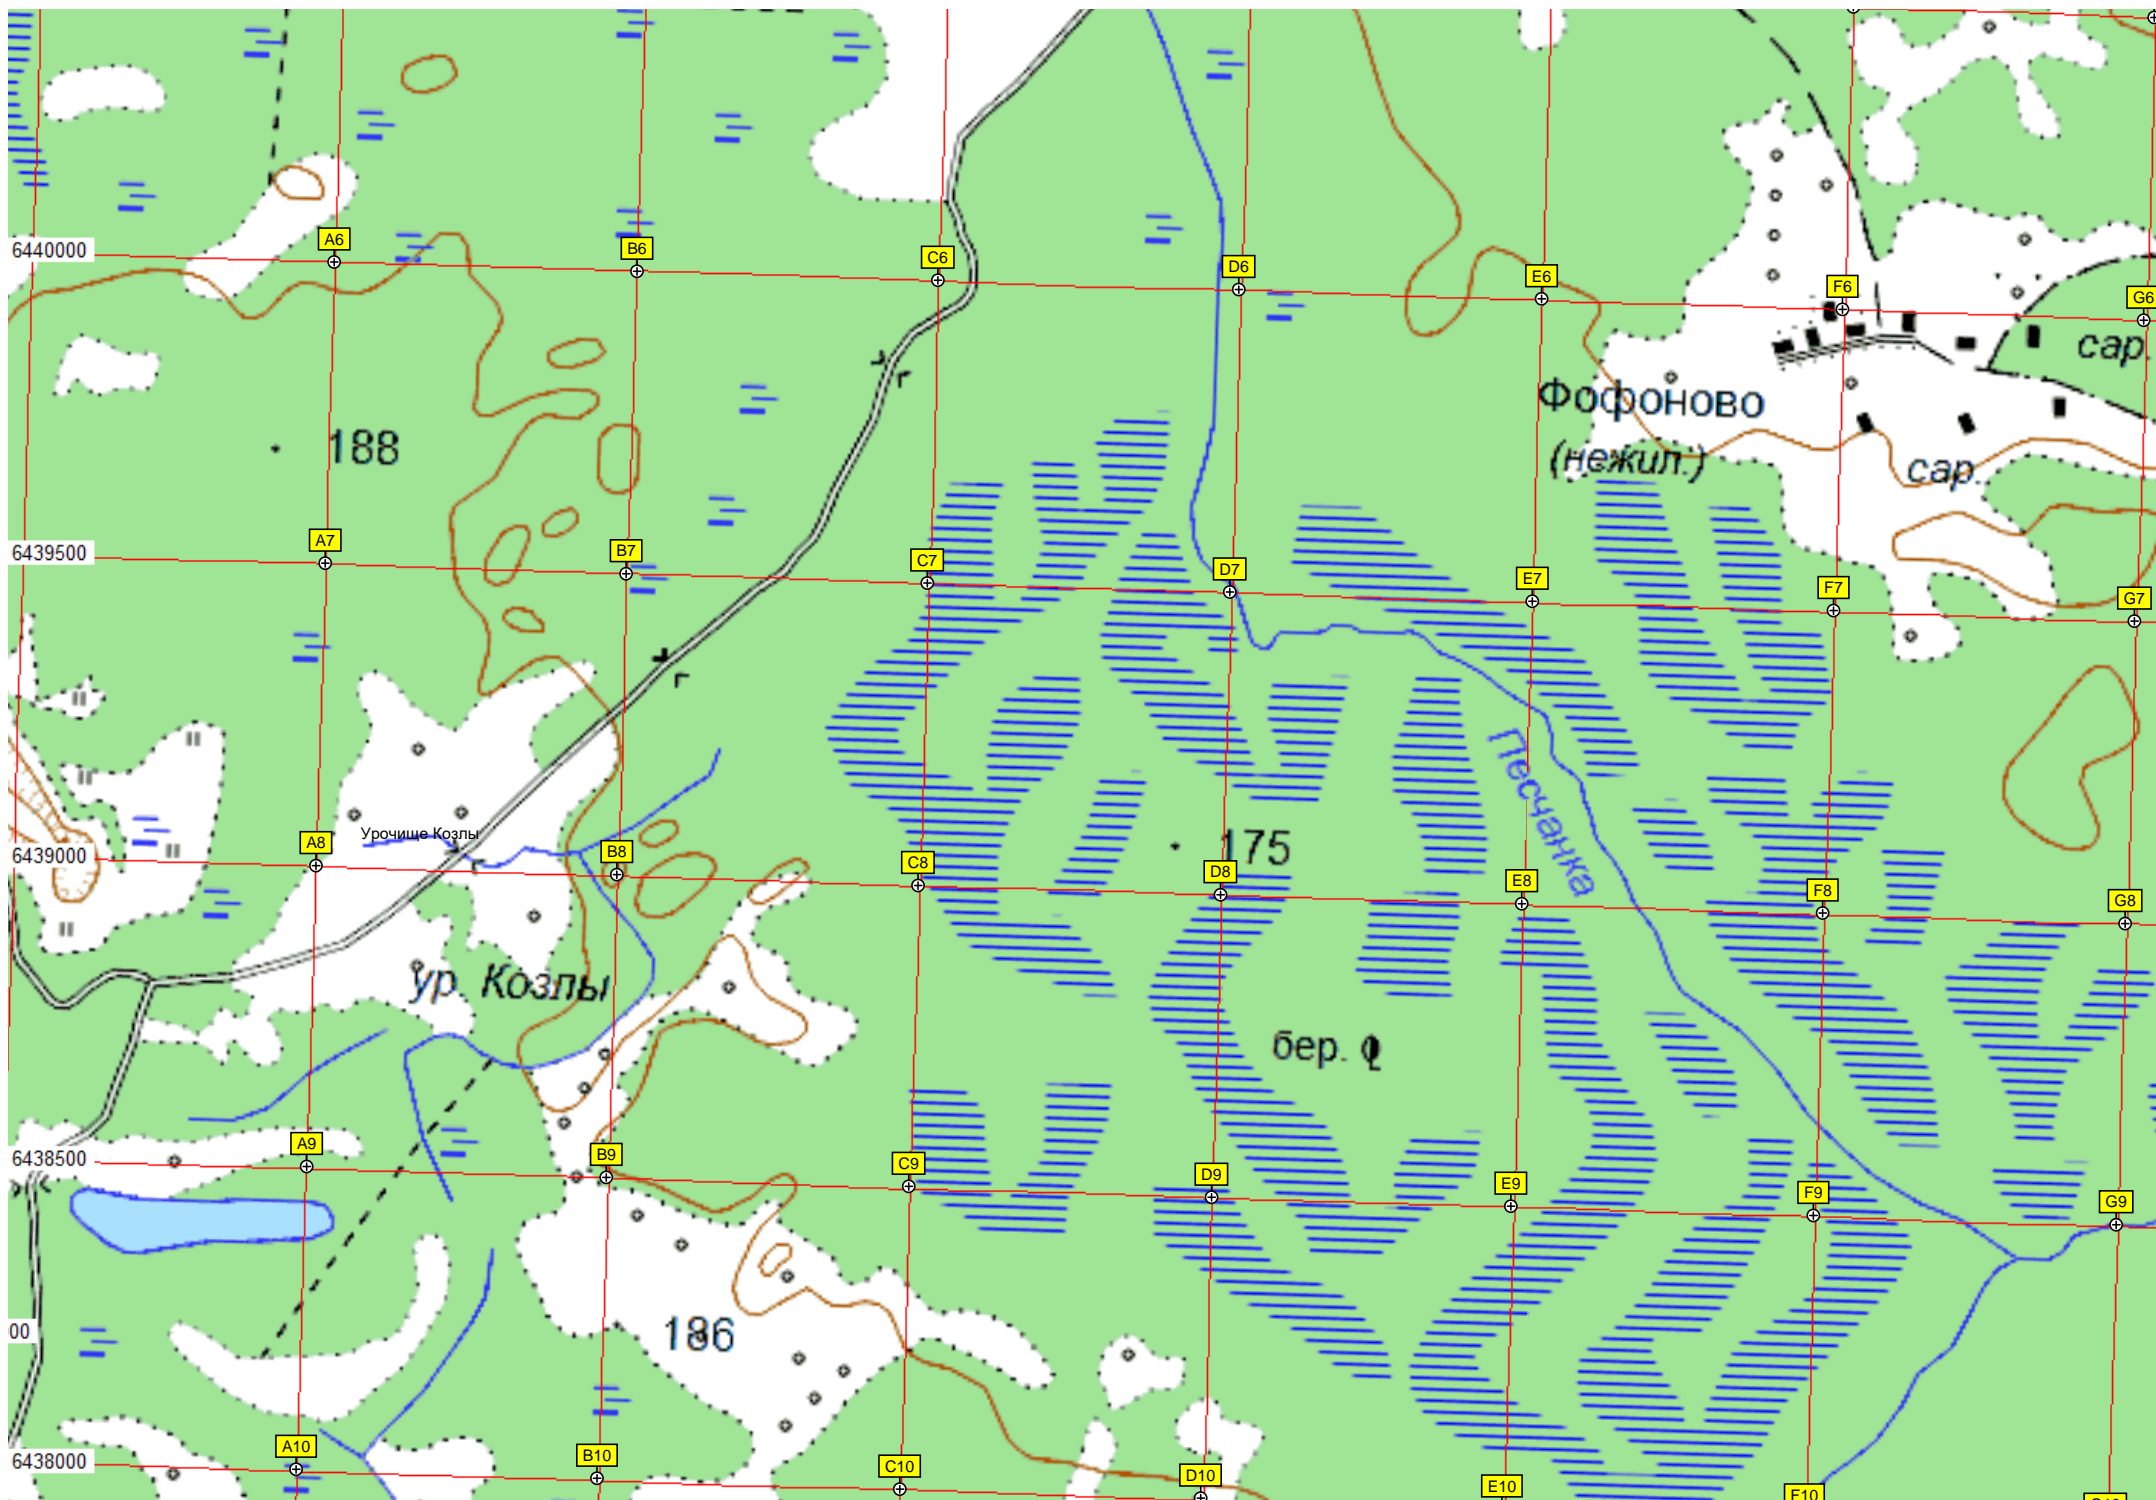 A6
B6
C6
D6
E6
F6
G6
6440000
сар.
Фофоново
(нежил.)
сар.
188
A7
B7
C7
D7
E7
F7
G7
6439500
Песчанка
Урочище Козлы
175
A8
B8
C8
D8
E8
F8
G8
6439000
ур. Козлы
бер.
A9
B9
C9
D9
E9
F9
G9
6438500
00
186
A10
B10
C10
D10
E10
F10
6438000